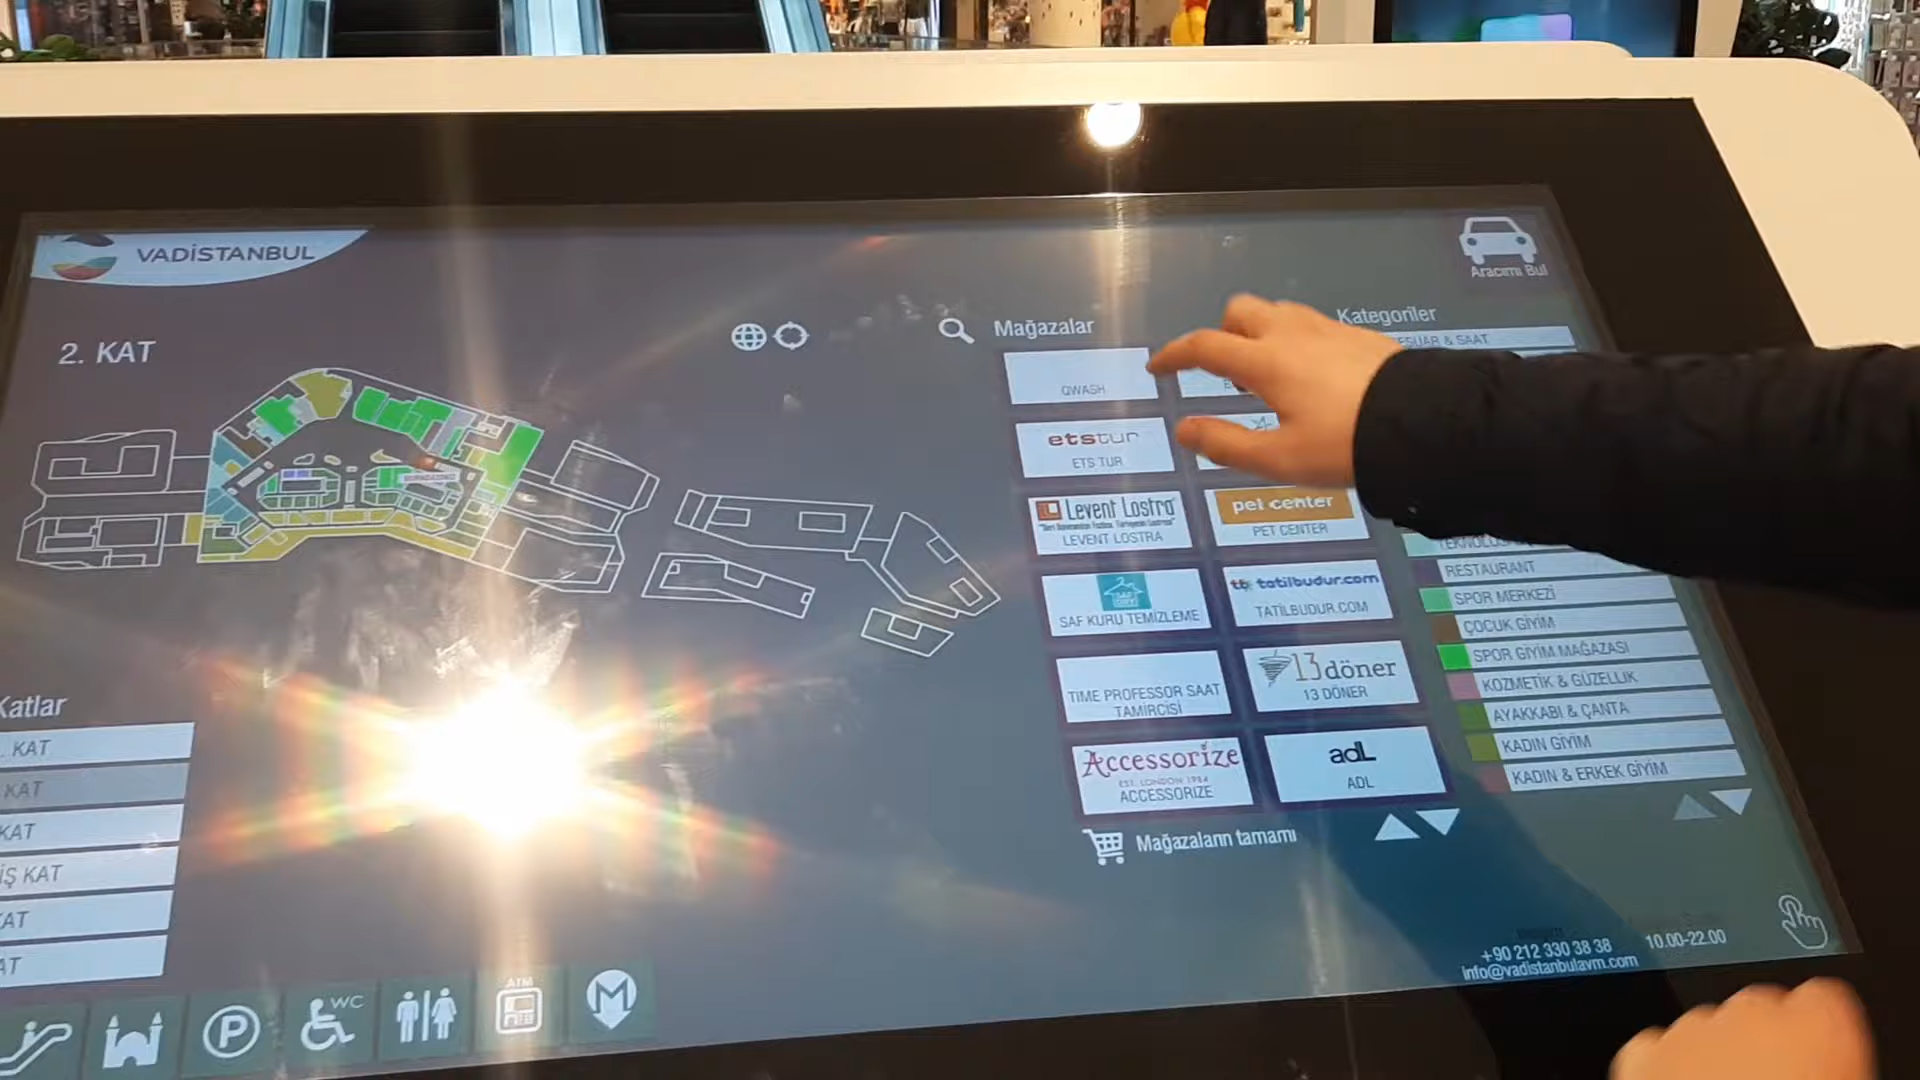 VADİSTANBUL
Aracımı Bul
2. KAT
Mağazalar
Kategoriler
QWASH
etstur
ETS TUR
Levent Lostra
LEVENT LOSTRA
pet center
PET CENTER
SAF KURU TEMİZLEME
tb tatilbudur.com
TATİLBUDUR.COM
TIME PROFESSOR SAAT
TAMİRCİSİ
13 döner
13 DÖNER
Accessorize
EST. LONDON 1984
ACCESSORIZE
adL
ADL
Mağazaların tamamı
& SAAT
RESTAURANT
SPOR MERKEZİ
ÇOCUK GİYİM
SPOR GİYİM MAĞAZASI
KOZMETİK & GÜZELLİK
AYAKKABI & ÇANTA
KADIN GİYİM
KADIN & ERKEK GİYİM
Katlar
KAT
KAT
KAT
KAT
+90 212 330 38 38
10.00-22.00
info@vadistanbulavm.com
P
WC
ATM
M